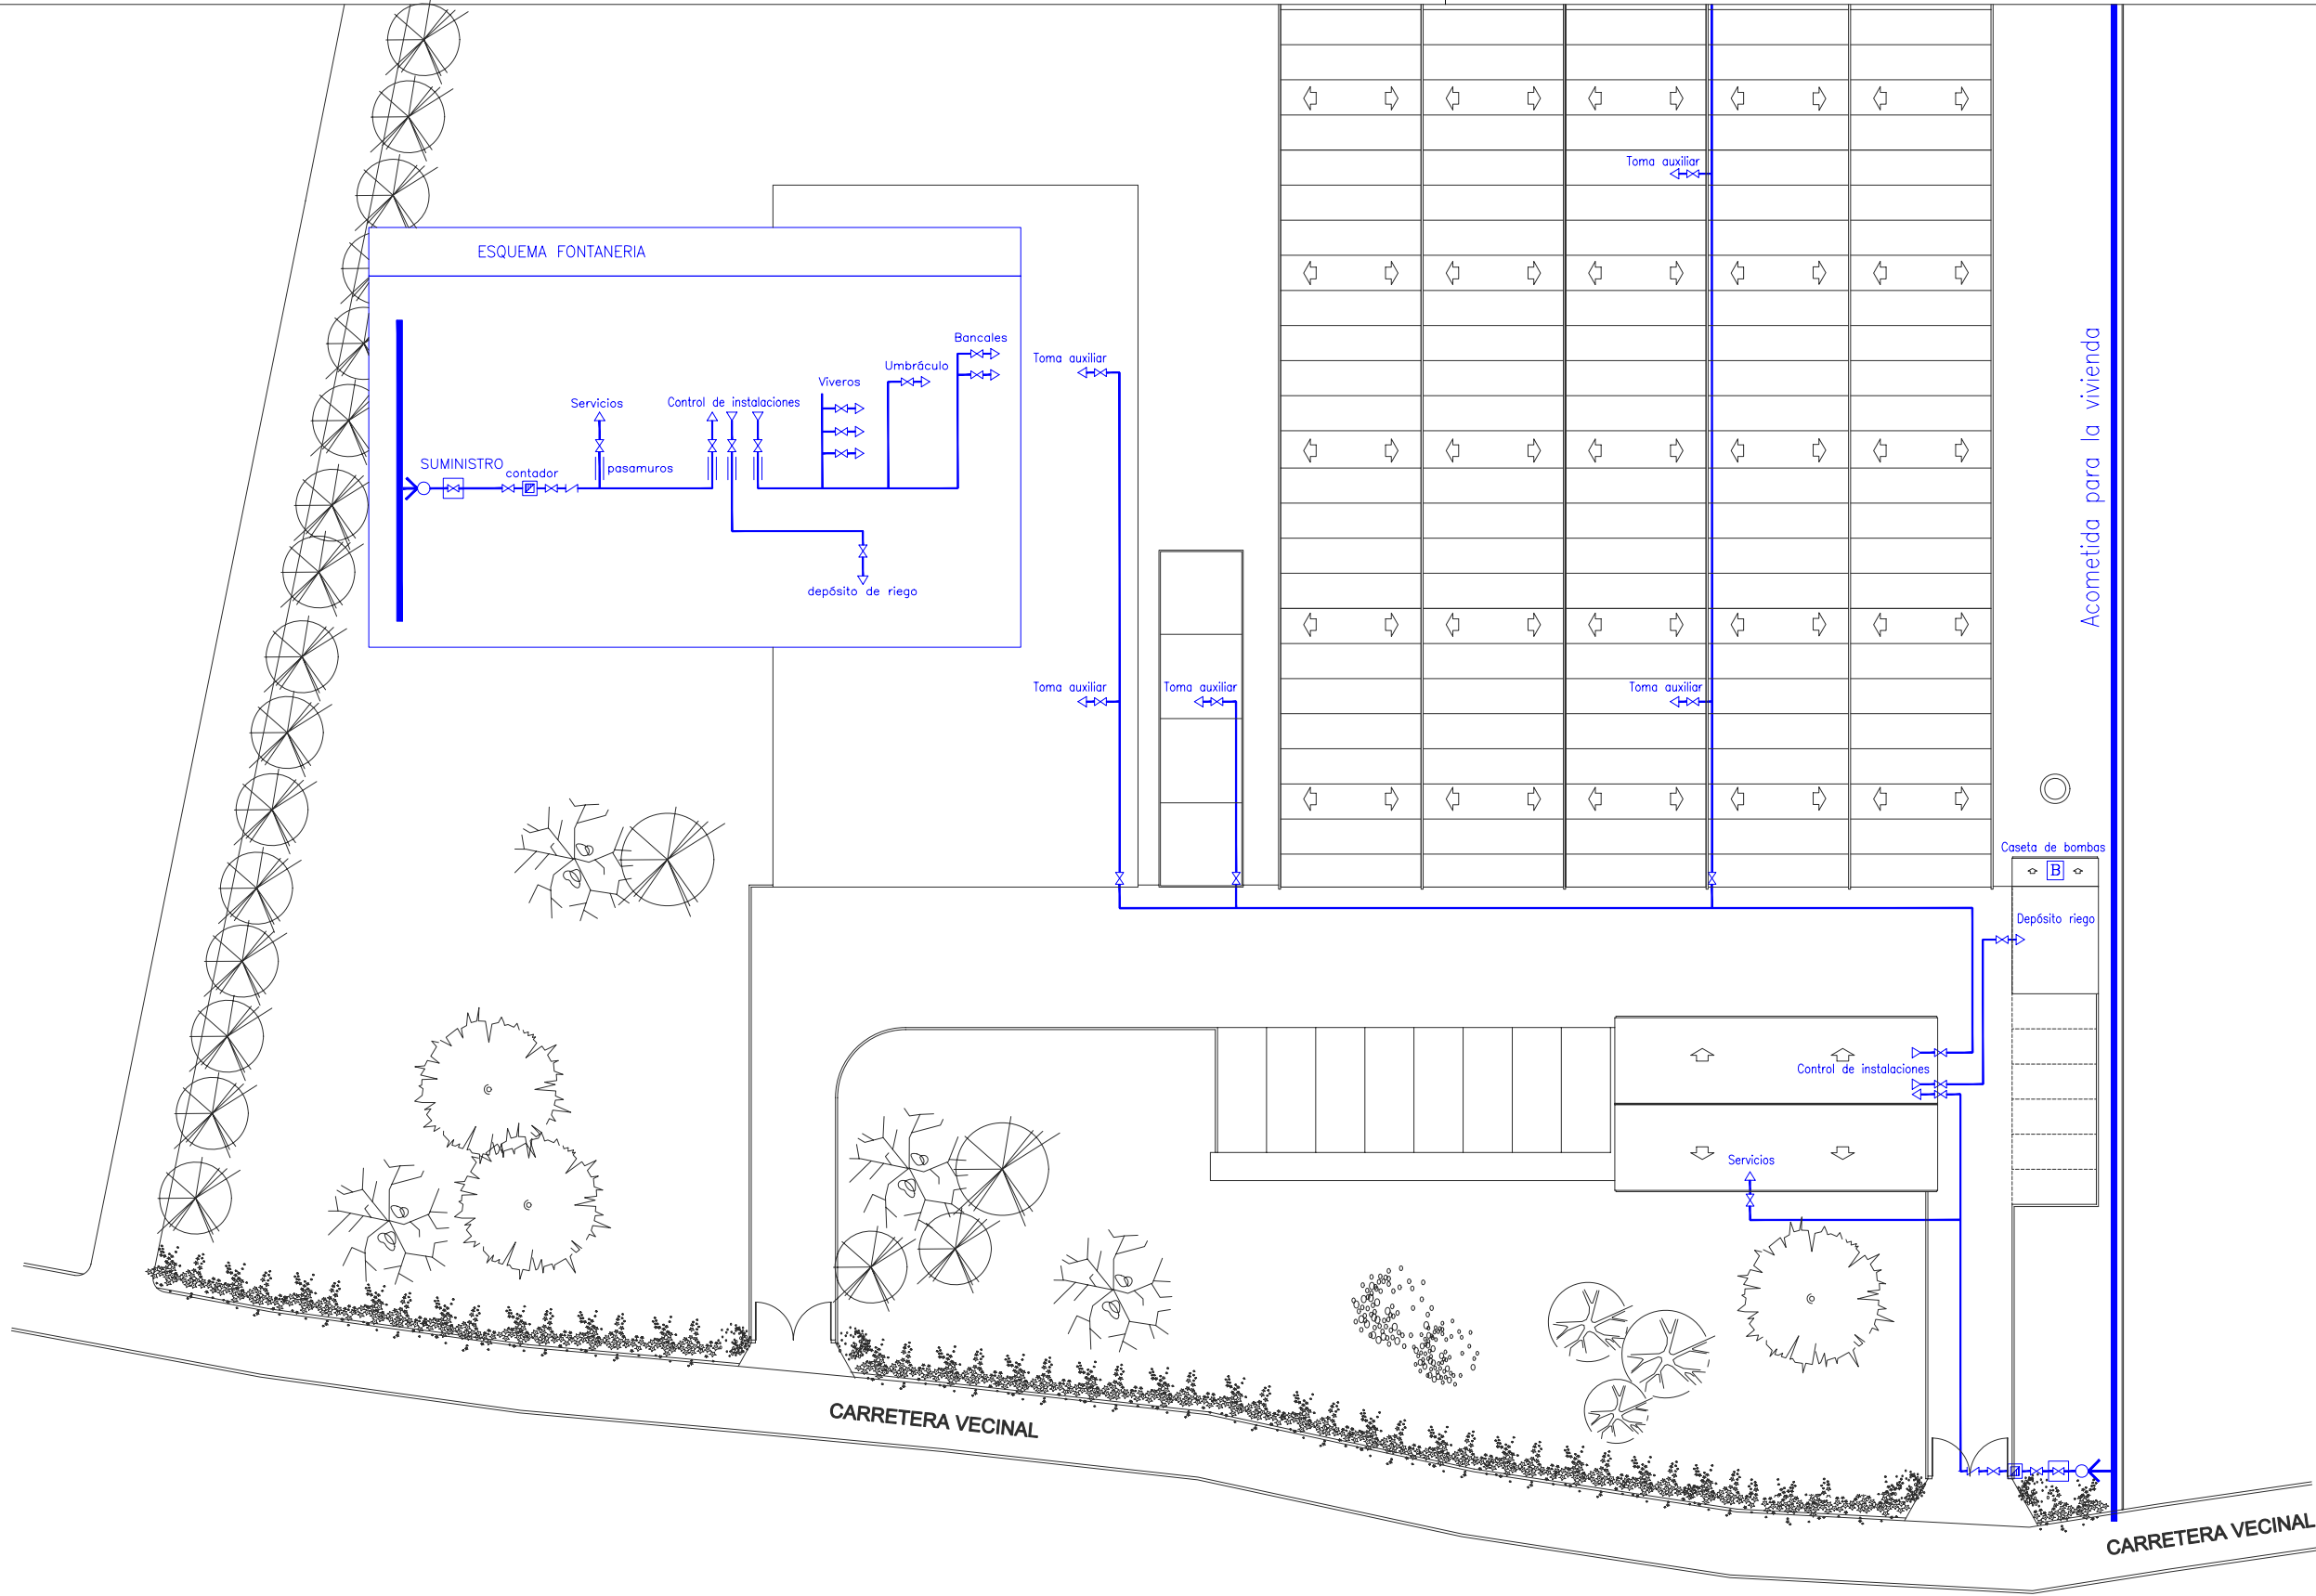 Toma auxiliar
ESQUEMA FONTANERIA
Bancales
Umbráculo
Viveros
Servicios
Control de instalaciones
SUMINISTRO
contador
pasamuros
depósito de riego
Toma auxiliar
Acometida para la vivienda
Toma auxiliar
Toma auxiliar
Toma auxiliar
Caseta de bombas
B
Depósito riego
Control de instalaciones
Servicios
CARRETERA VECINAL
CARRETERA VECINAL